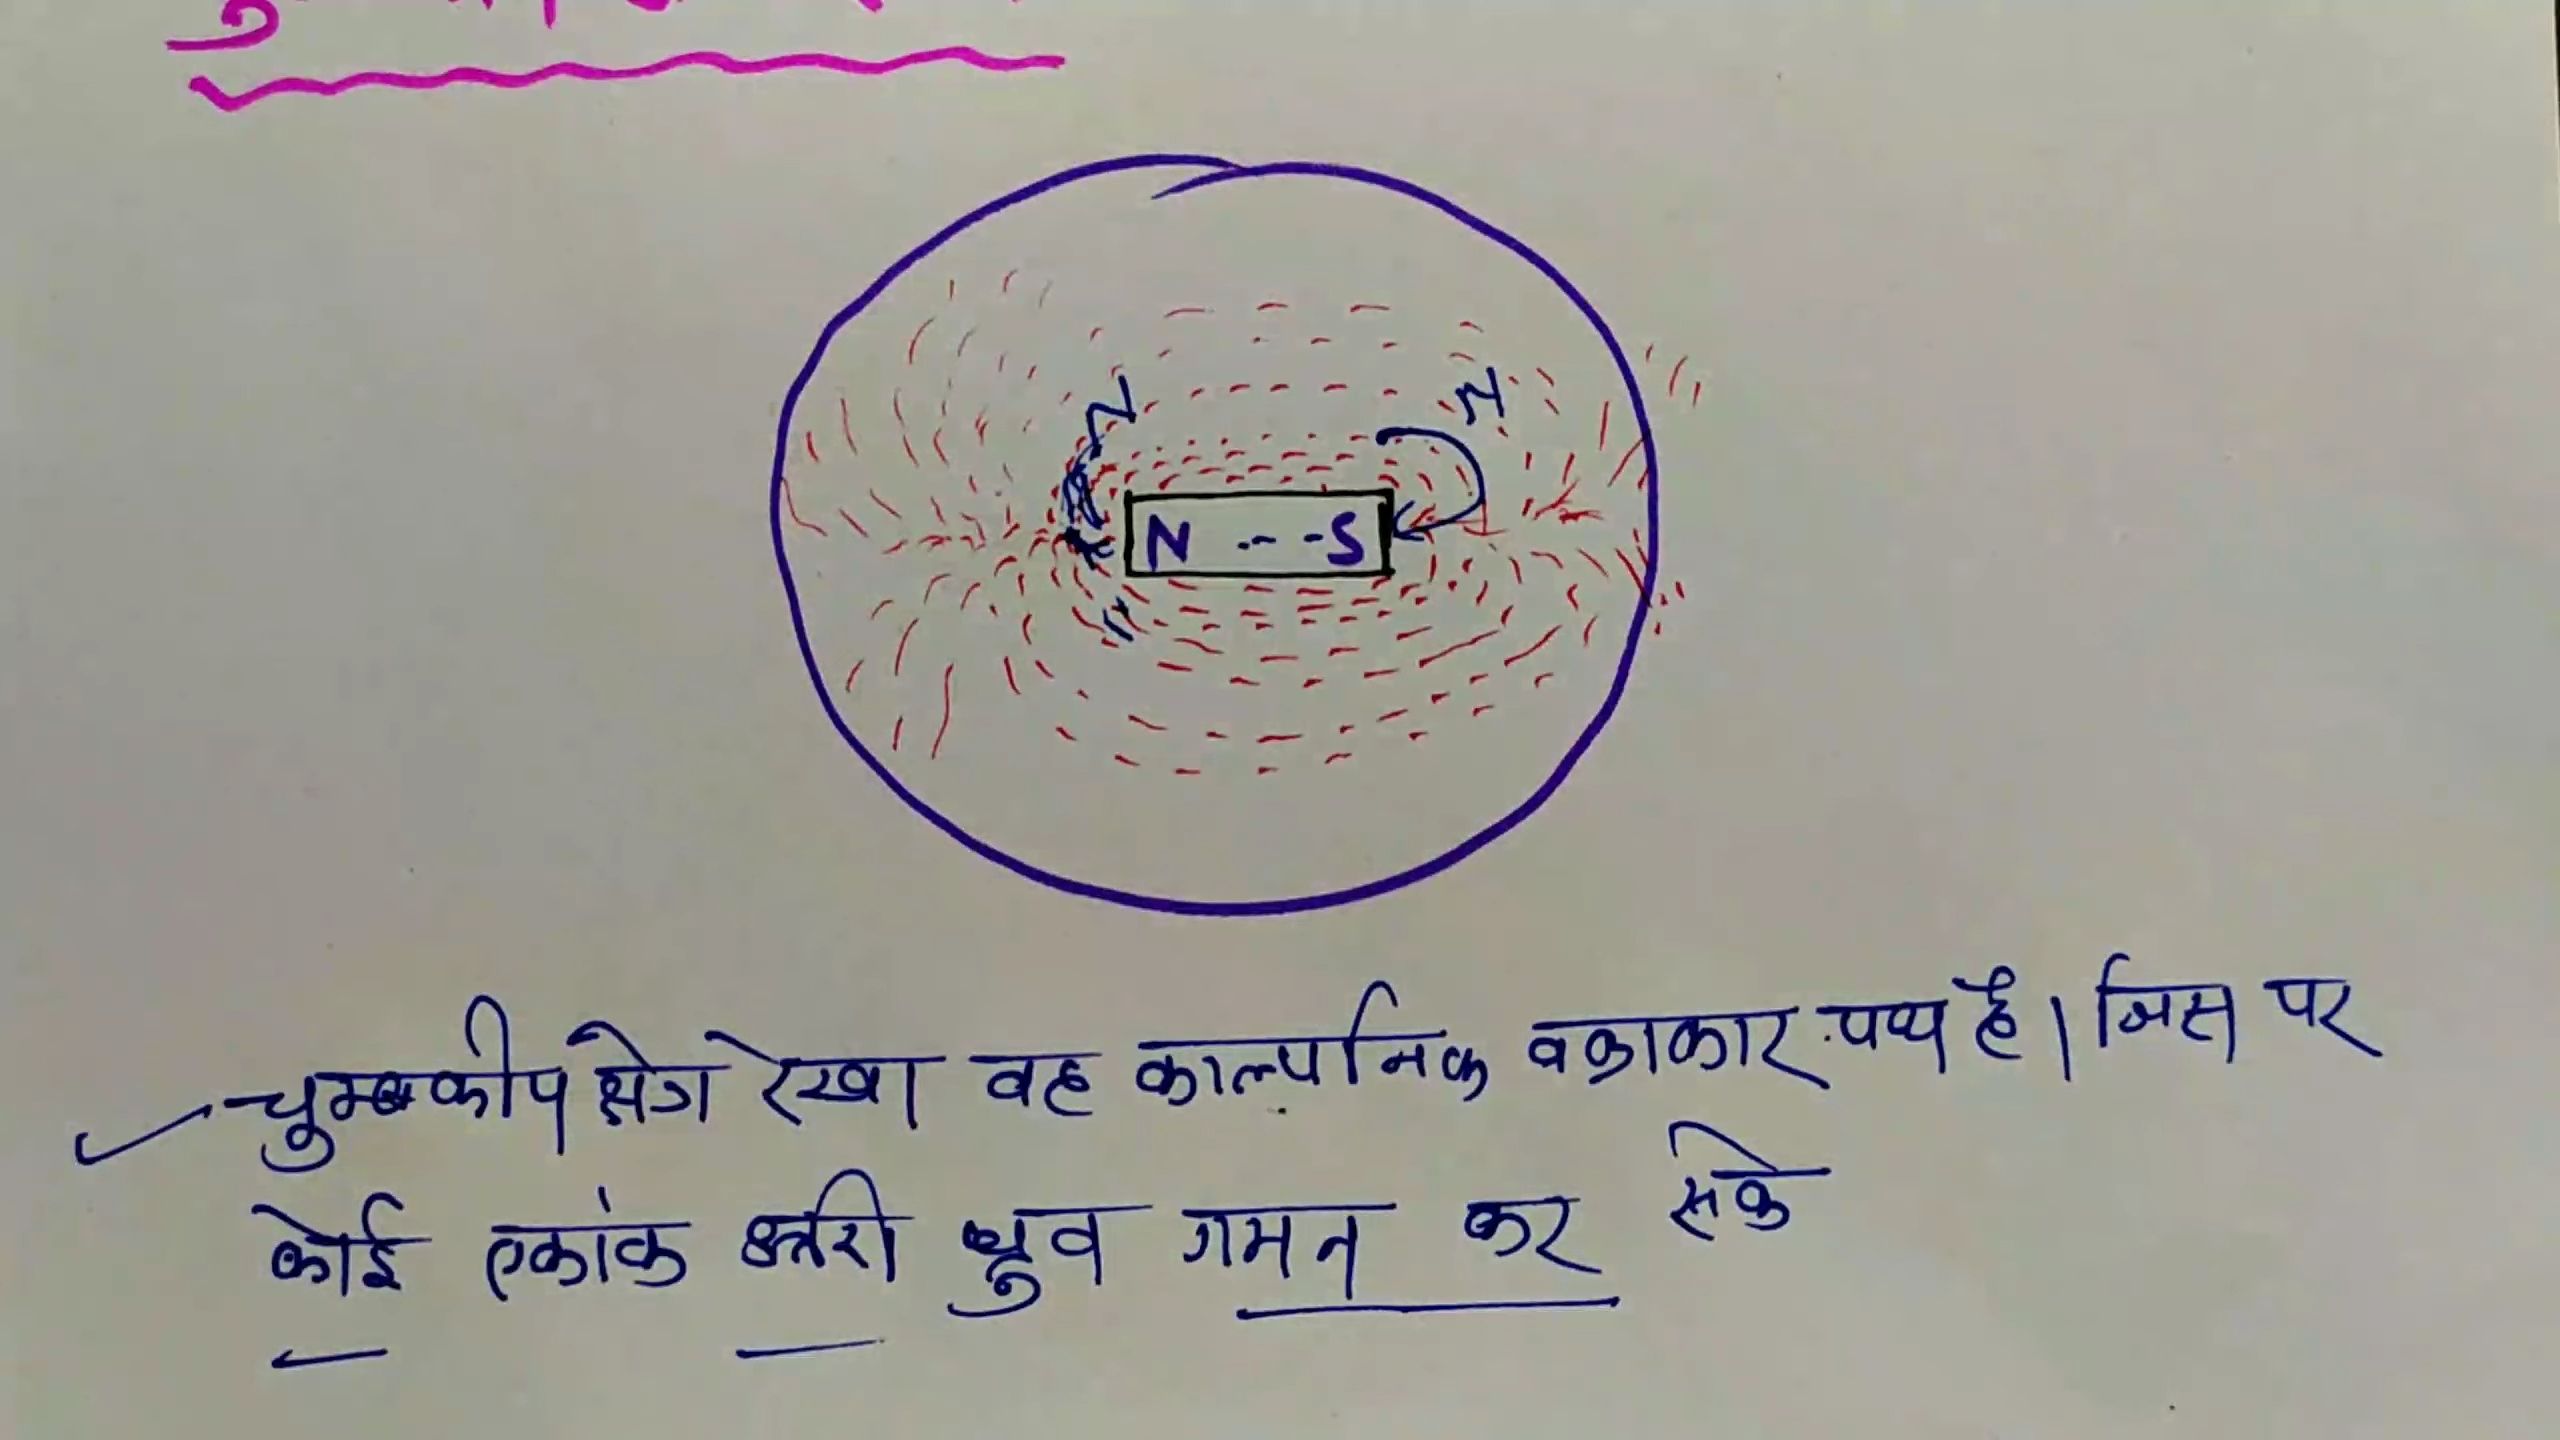 N
N
N - - - S
चुम्बकीय क्षेत्र रेखा वह काल्पनिक वक्राकार पथ है। जिस पर
कोई एकांक उत्तरी ध्रुव गमन कर सके